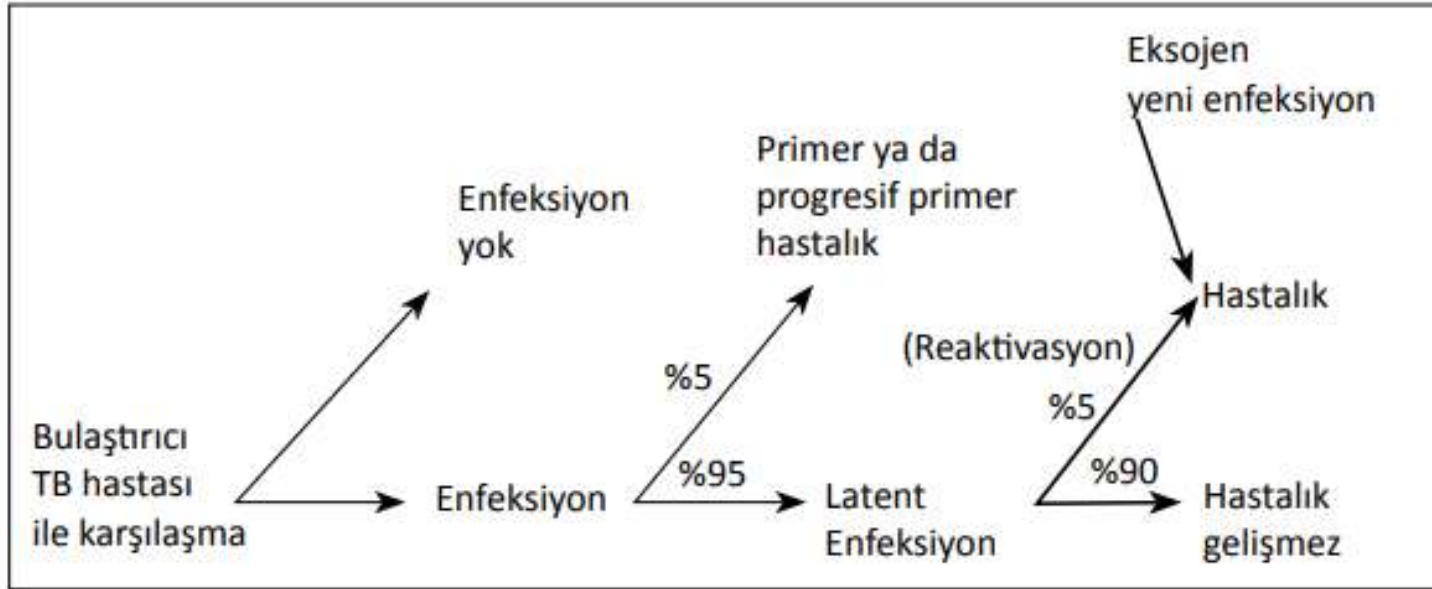 Eksojen
yeni enfeksiyon
Primer ya da
progresif primer
hastalık
Enfeksiyon
yok
Hastalık
(Reaktivasyon)
%5
%5
Bulaştırıcı
TB hastası
ile karşılaşma
Enfeksiyon
%95
Latent
Enfeksiyon
%90
Hastalık
gelişmez